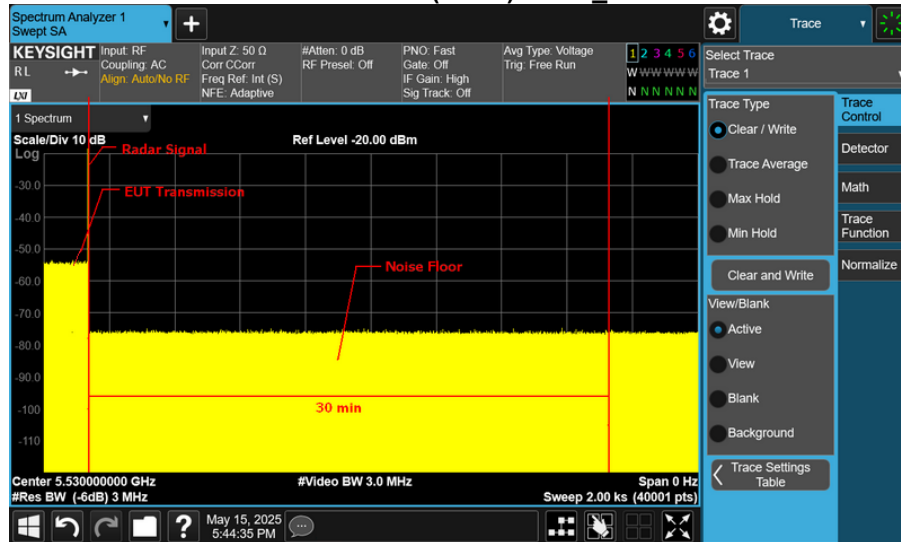 Spectrum Analyzer 1
Swept SA
Trace
KEYSIGHT
RL
LXI
Input: RF
Coupling: AC
Align: Auto/No RF
Input Z: 50 Ω
Corr CCorr
Freq Ref: Int (S)
NFE: Adaptive
#Atten: 0 dB
RF Presel: Off
PNO: Fast
Gate: Off
IF Gain: High
Sig Track: Off
Avg Type: Voltage
Trig: Free Run
1 2 3 4 5 6
W W W W W W
N N N N N N
Select Trace
Trace 1
1 Spectrum
Scale/Div 10 dB
Ref Level -20.00 dBm
Log
Radar Signal
EUT Transmission
Noise Floor
30 min
-30.0
-40.0
-50.0
-60.0
-70.0
-80.0
-90.0
-100
-110
Center 5.530000000 GHz
#Video BW 3.0 MHz
Span 0 Hz
#Res BW (-6dB) 3 MHz
Sweep 2.00 ks (40001 pts)
Trace Type
Clear / Write
Trace Average
Max Hold
Min Hold
Clear and Write
View/Blank
Active
View
Blank
Background
Trace Settings
Table
Trace
Control
Detector
Math
Trace
Function
Normalize
?
May 15, 2025
5:44:35 PM